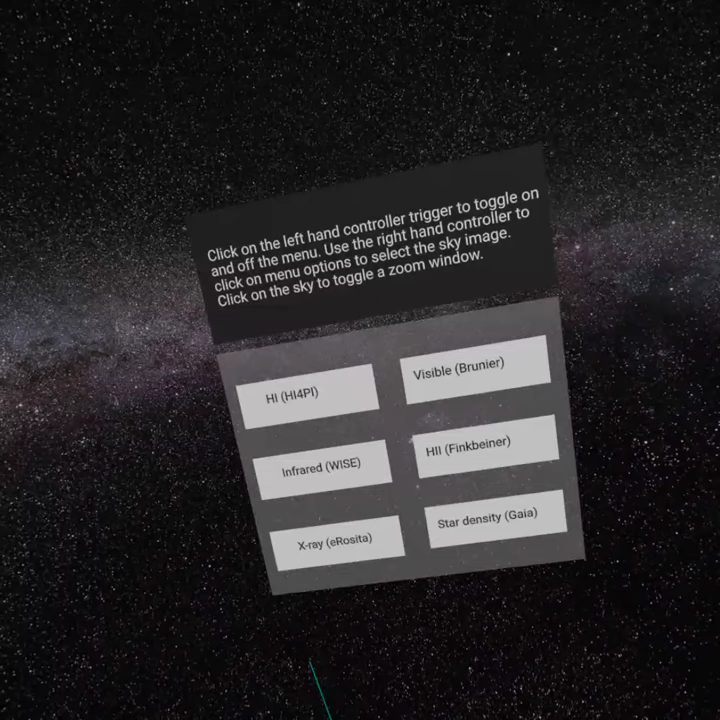 Click on the left hand controller trigger to toggle on
and off the menu. Use the right hand controller to
click on menu options to select the sky image.
Click on the sky to toggle a zoom window.
HI (HI4PI)
Visible (Brunier)
Infrared (WISE)
HII (Finkbeiner)
X-ray (eRosita)
Star density (Gaia)